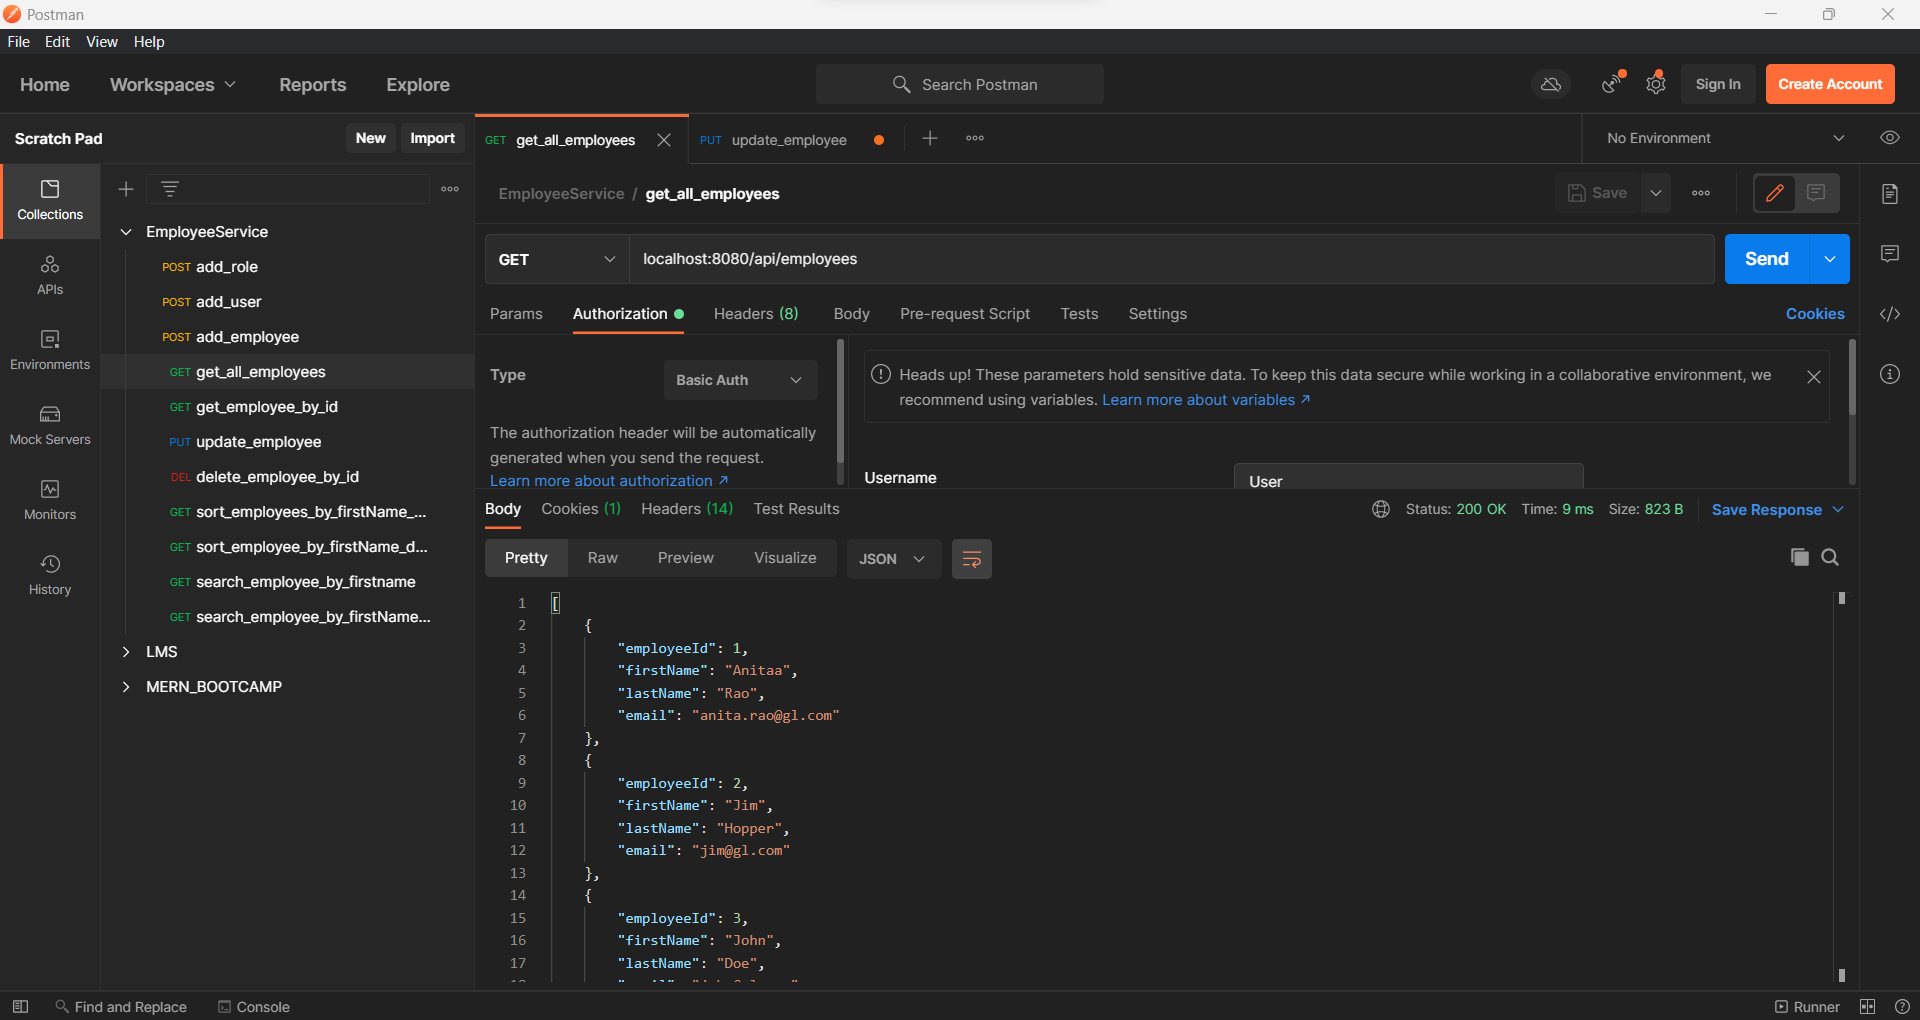 Postman
File Edit View Help
Home Workspaces Reports Explore Search Postman Sign In Create Account
Scratch Pad New Import GET get_all_employees PUT update_employee No Environment
Collections
APIs
Environments
Mock Servers
Monitors
History
EmployeeService
POST add_role
POST add_user
POST add_employee
GET get_all_employees
GET get_employee_by_id
PUT update_employee
DEL delete_employee_by_id
GET sort_employees_by_firstName_...
GET sort_employee_by_firstName_d...
GET search_employee_by_firstname
GET search_employee_by_firstName...
LMS
MERN_BOOTCAMP
EmployeeService / get_all_employees Save
GET localhost:8080/api/employees Send
Params Authorization Headers (8) Body Pre-request Script Tests Settings Cookies
Type Basic Auth
The authorization header will be automatically
generated when you send the request.
Learn more about authorization ↗
Heads up! These parameters hold sensitive data. To keep this data secure while working in a collaborative environment, we
recommend using variables. Learn more about variables ↗
Username User
Body Cookies (1) Headers (14) Test Results Status: 200 OK Time: 9 ms Size: 823 B Save Response
Pretty Raw Preview Visualize JSON
1 [
2 {
3 "employeeId": 1,
4 "firstName": "Anitaa",
5 "lastName": "Rao",
6 "email": "anita.rao@gl.com"
7 },
8 {
9 "employeeId": 2,
10 "firstName": "Jim",
11 "lastName": "Hopper",
12 "email": "jim@gl.com"
13 },
14 {
15 "employeeId": 3,
16 "firstName": "John",
17 "lastName": "Doe",
Find and Replace Console Runner